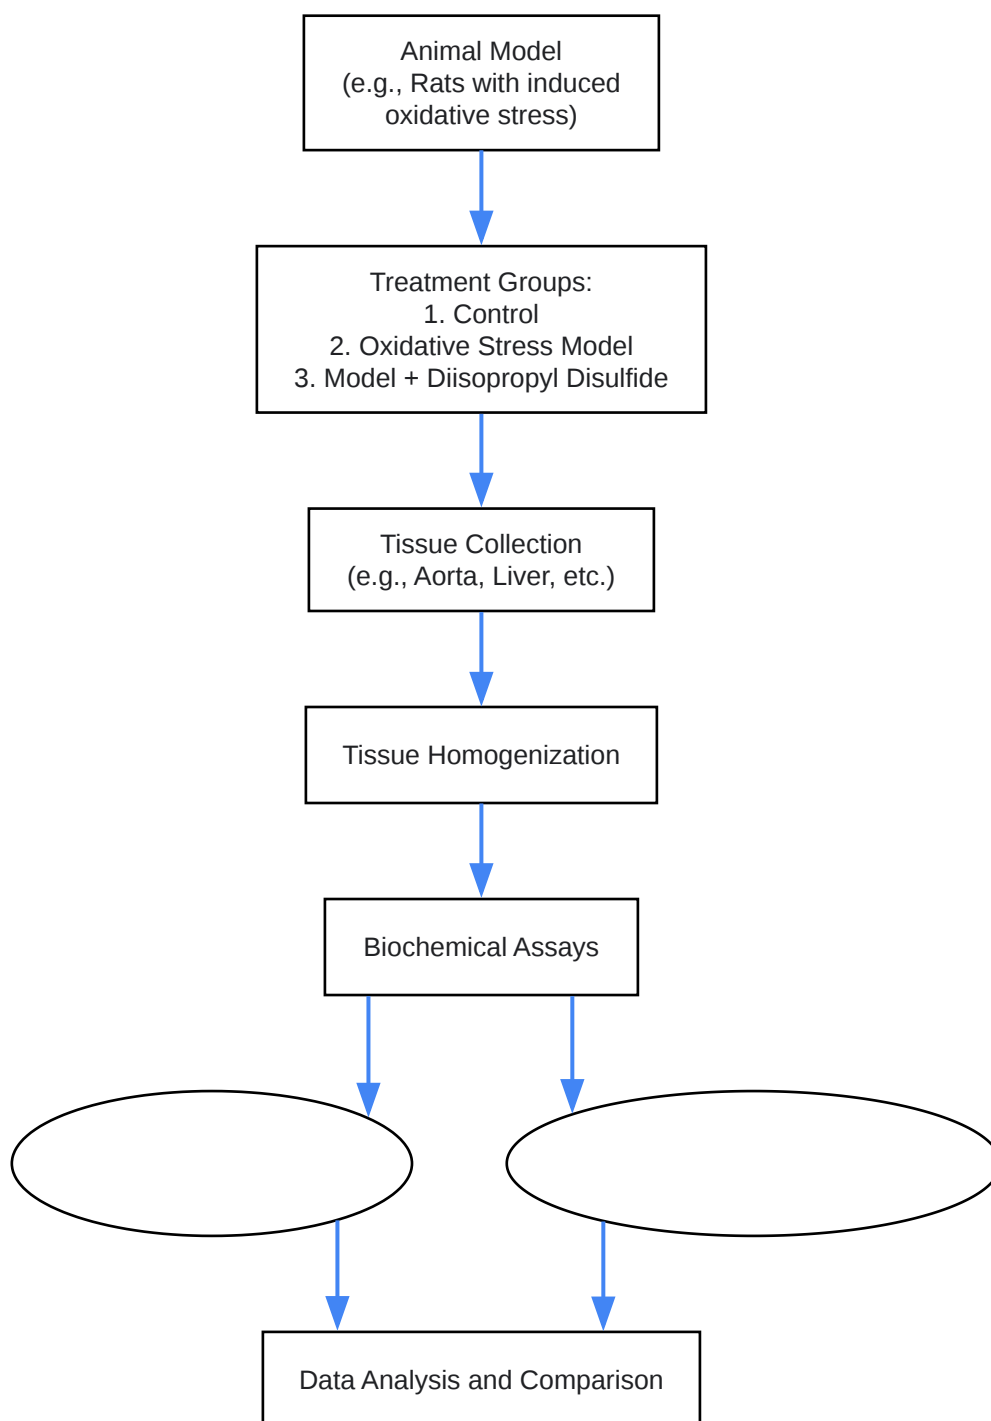 Animal Model
(e.g., Rats with induced
oxidative stress)
Treatment Groups:
1. Control
2. Oxidative Stress Model
3. Model + Diisopropyl Disulfide
Tissue Collection
(e.g., Aorta, Liver, etc.)
Tissue Homogenization
Biochemical Assays
Data Analysis and Comparison